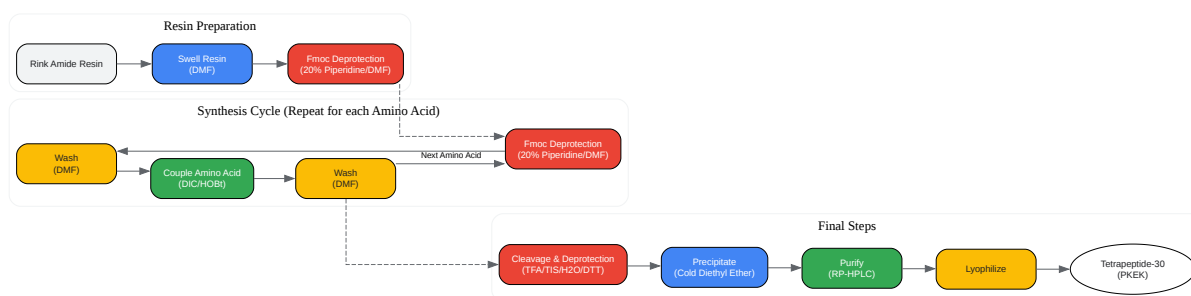 Resin Preparation
Rink Amide Resin
Swell Resin
(DMF)
Fmoc Deprotection
(20% Piperidine/DMF)
Synthesis Cycle (Repeat for each Amino Acid)
Wash
(DMF)
Couple Amino Acid
(DIC/HOBt)
Wash
(DMF)
Next Amino Acid
Fmoc Deprotection
(20% Piperidine/DMF)
Final Steps
Cleavage & Deprotection
(TFA/TIS/H2O/DTT)
Precipitate
(Cold Diethyl Ether)
Purify
(RP-HPLC)
Lyophilize
Tetrapeptide-30
(PKEK)